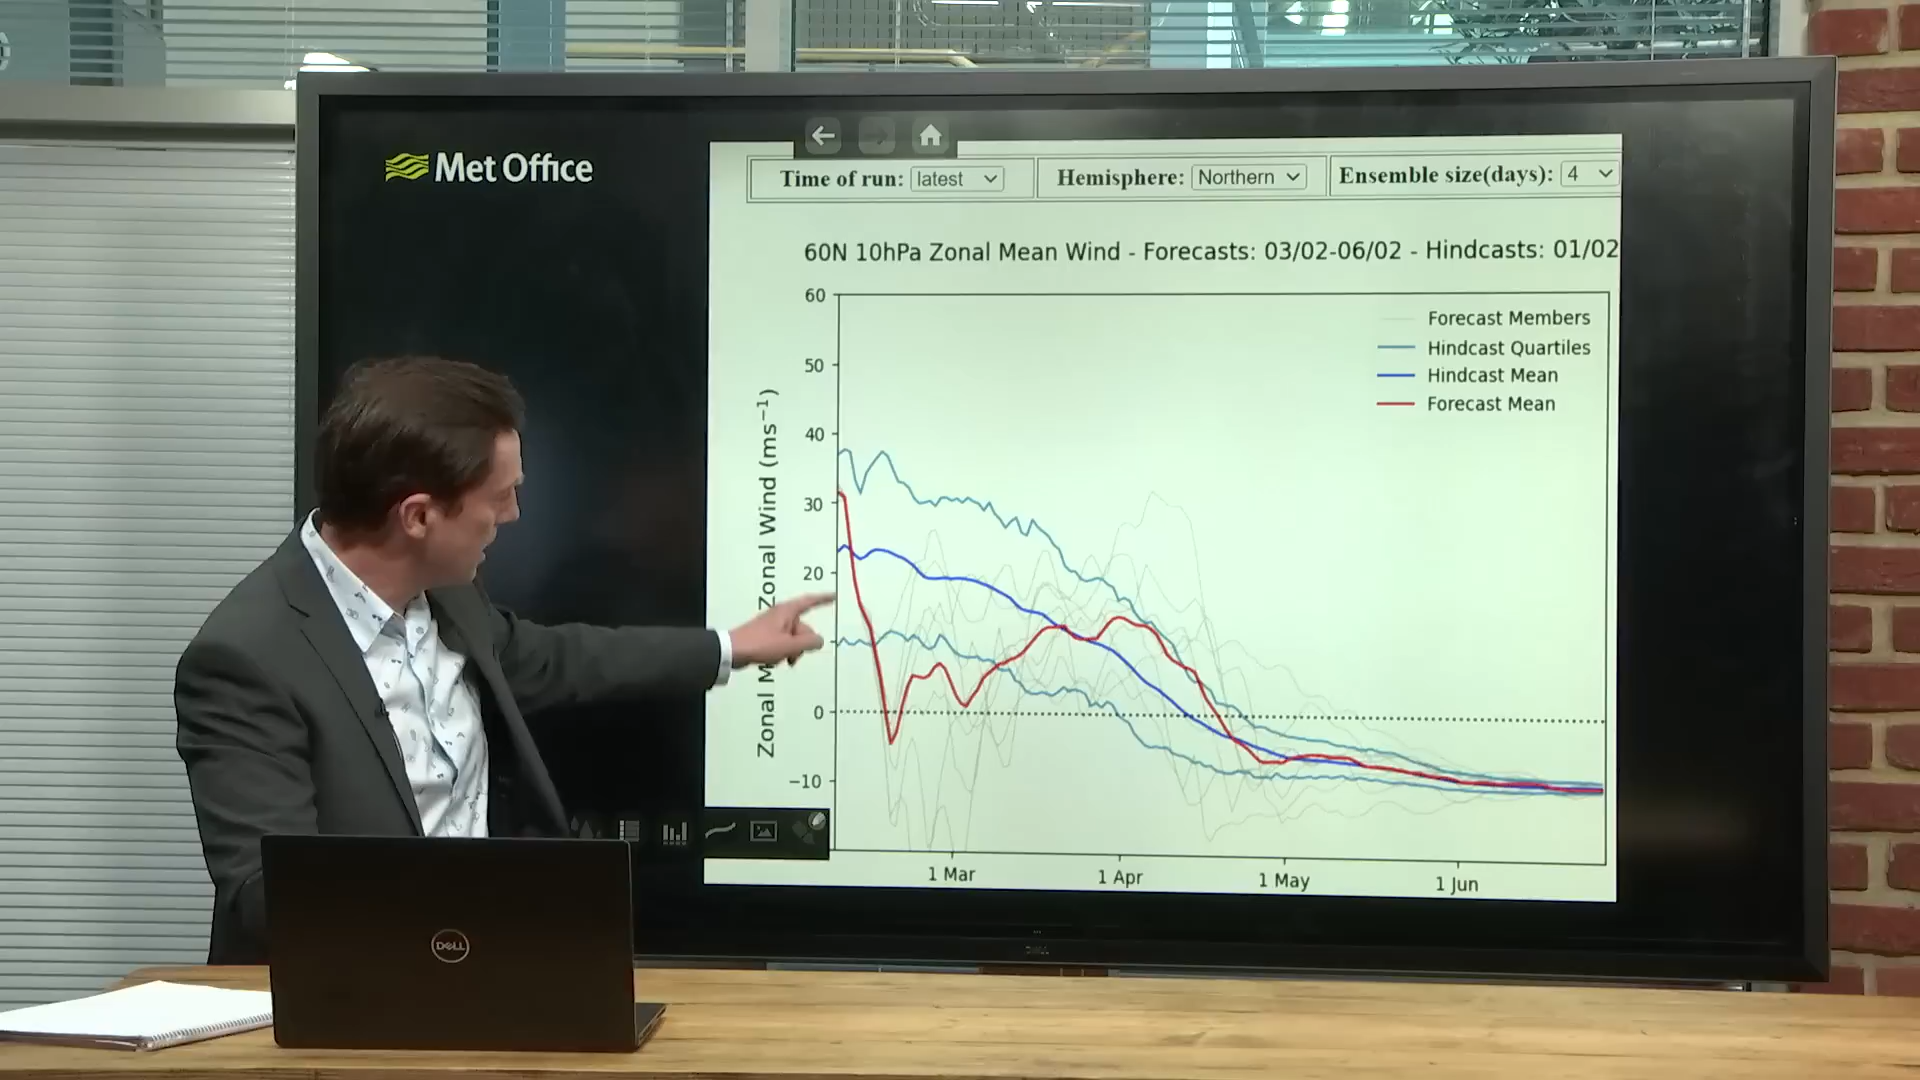 Met Office
Time of run: latest
Hemisphere: Northern
Ensemble size(days): 4
60N 10hPa Zonal Mean Wind - Forecasts: 03/02-06/02 - Hindcasts: 01/02
Forecast Members
Hindcast Quartiles
Hindcast Mean
Forecast Mean
60
50
40
30
20
0
−10
Zonal M Zonal Wind (ms⁻¹)
1 Mar
1 Apr
1 May
1 Jun
DELL